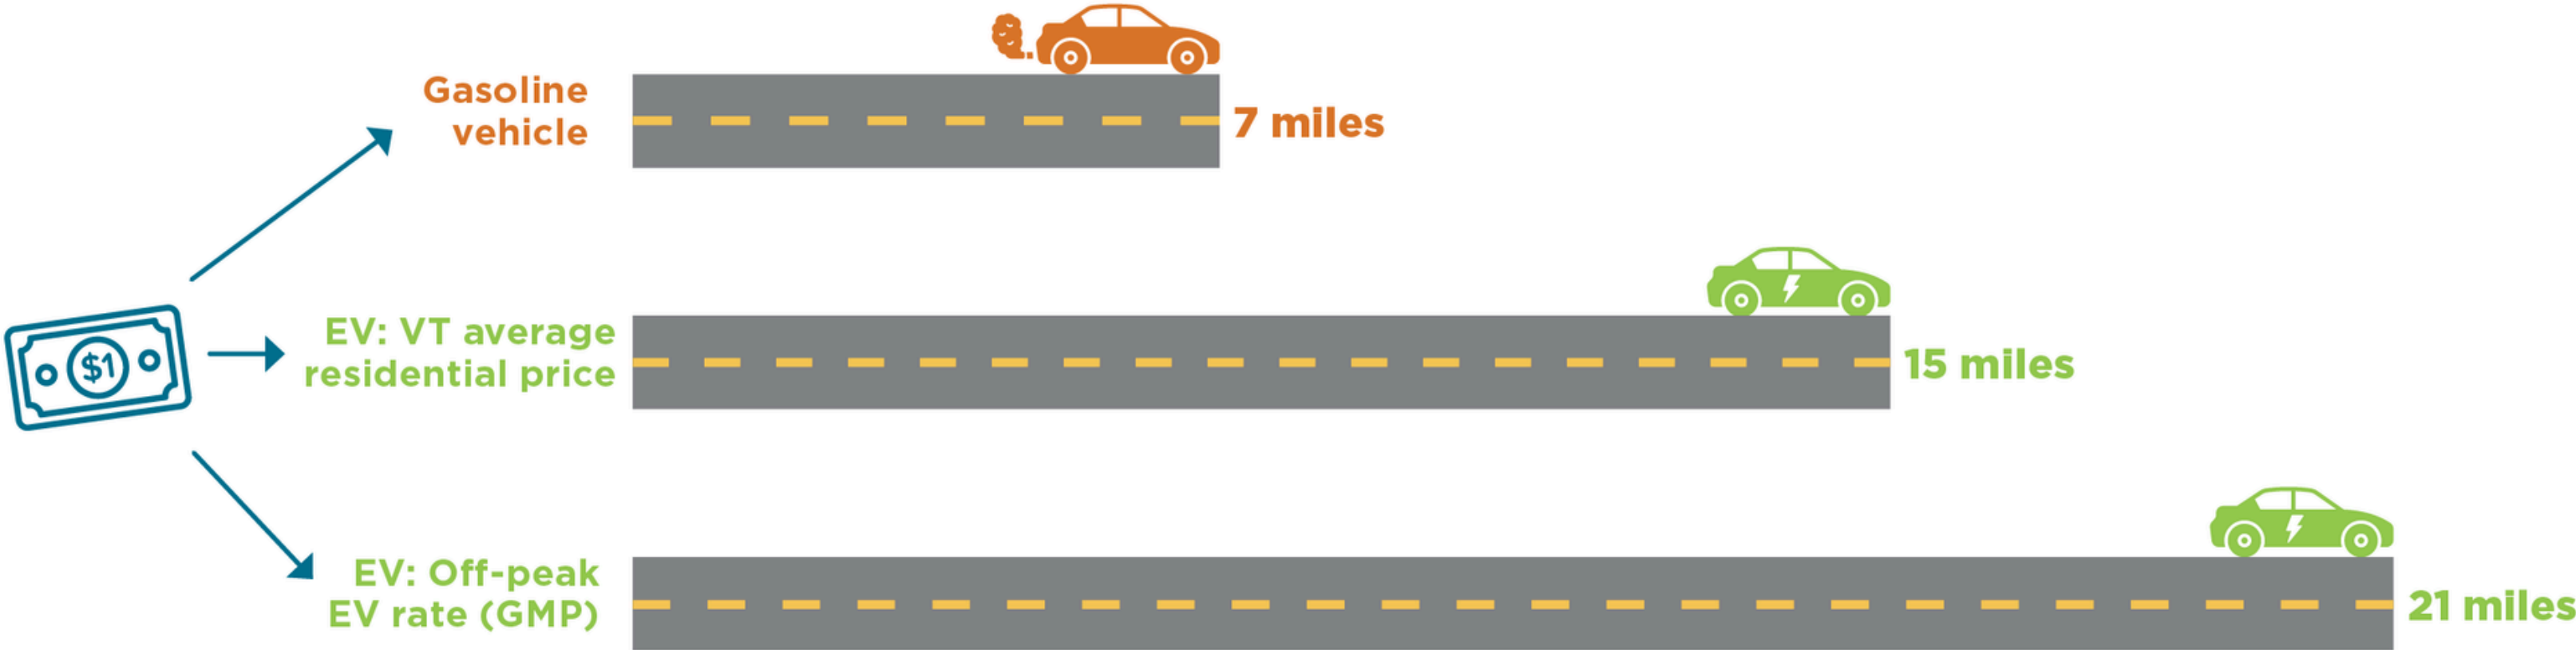 Gasoline
vehicle
7 miles
$1
EV: VT average
residential price
15 miles
EV: Off-peak
EV rate (GMP)
21 miles